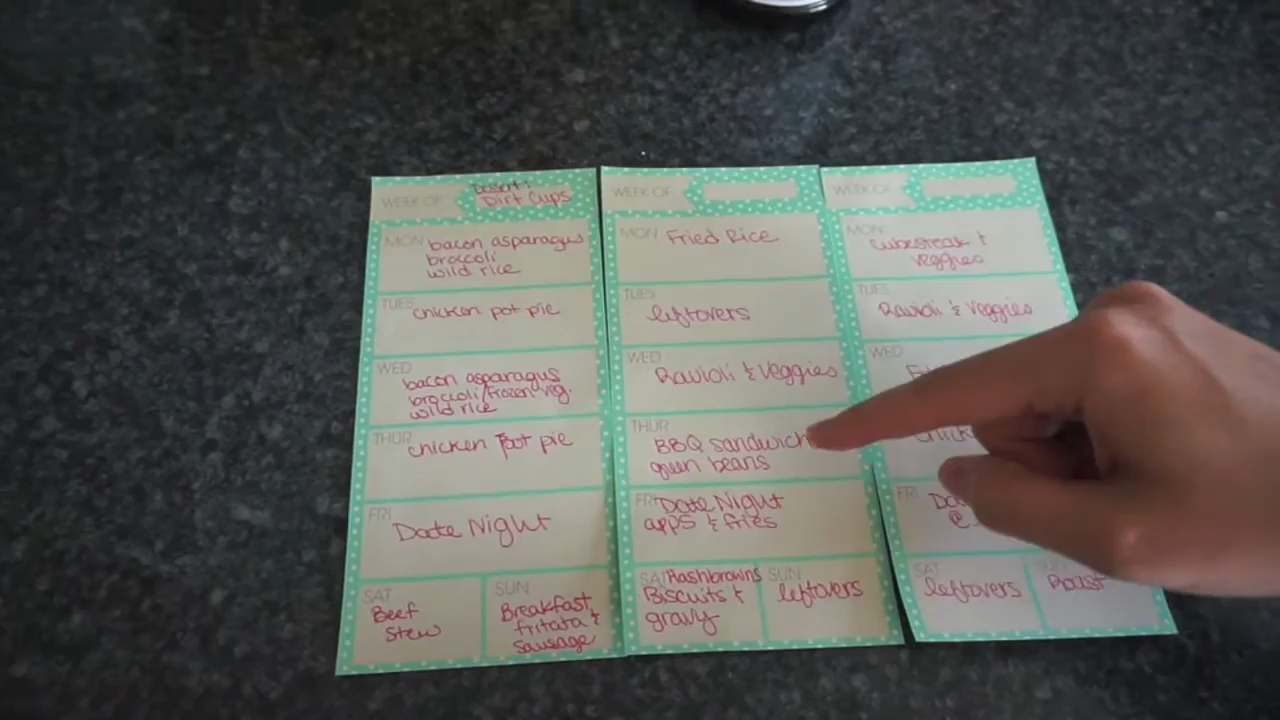 WEEK OF
Desert:
Dirt Cups
MON bacon asparagus
broccoli
wild rice
TUES chicken pot pie
WED
bacon asparagus
broccoli/frozen veg.
wild rice
THUR chicken pot pie
FRI
Date Night
SAT
Beef
Stew
SUN
Breakfast,
fritata &
sausage
WEEK OF
MON Fried Rice
TUES
leftovers
WED
Ravioli & Veggies
THUR
BBQ sandwich
green beans
FRI Date Night
apps & fries
SAT Hashbrowns
Biscuits &
gravy
SUN
leftovers
WEEK OF
MON
cubesteak &
veggies
TUES
Ravioli & Veggies
WED
FRI
@
SAT
leftovers
Roast